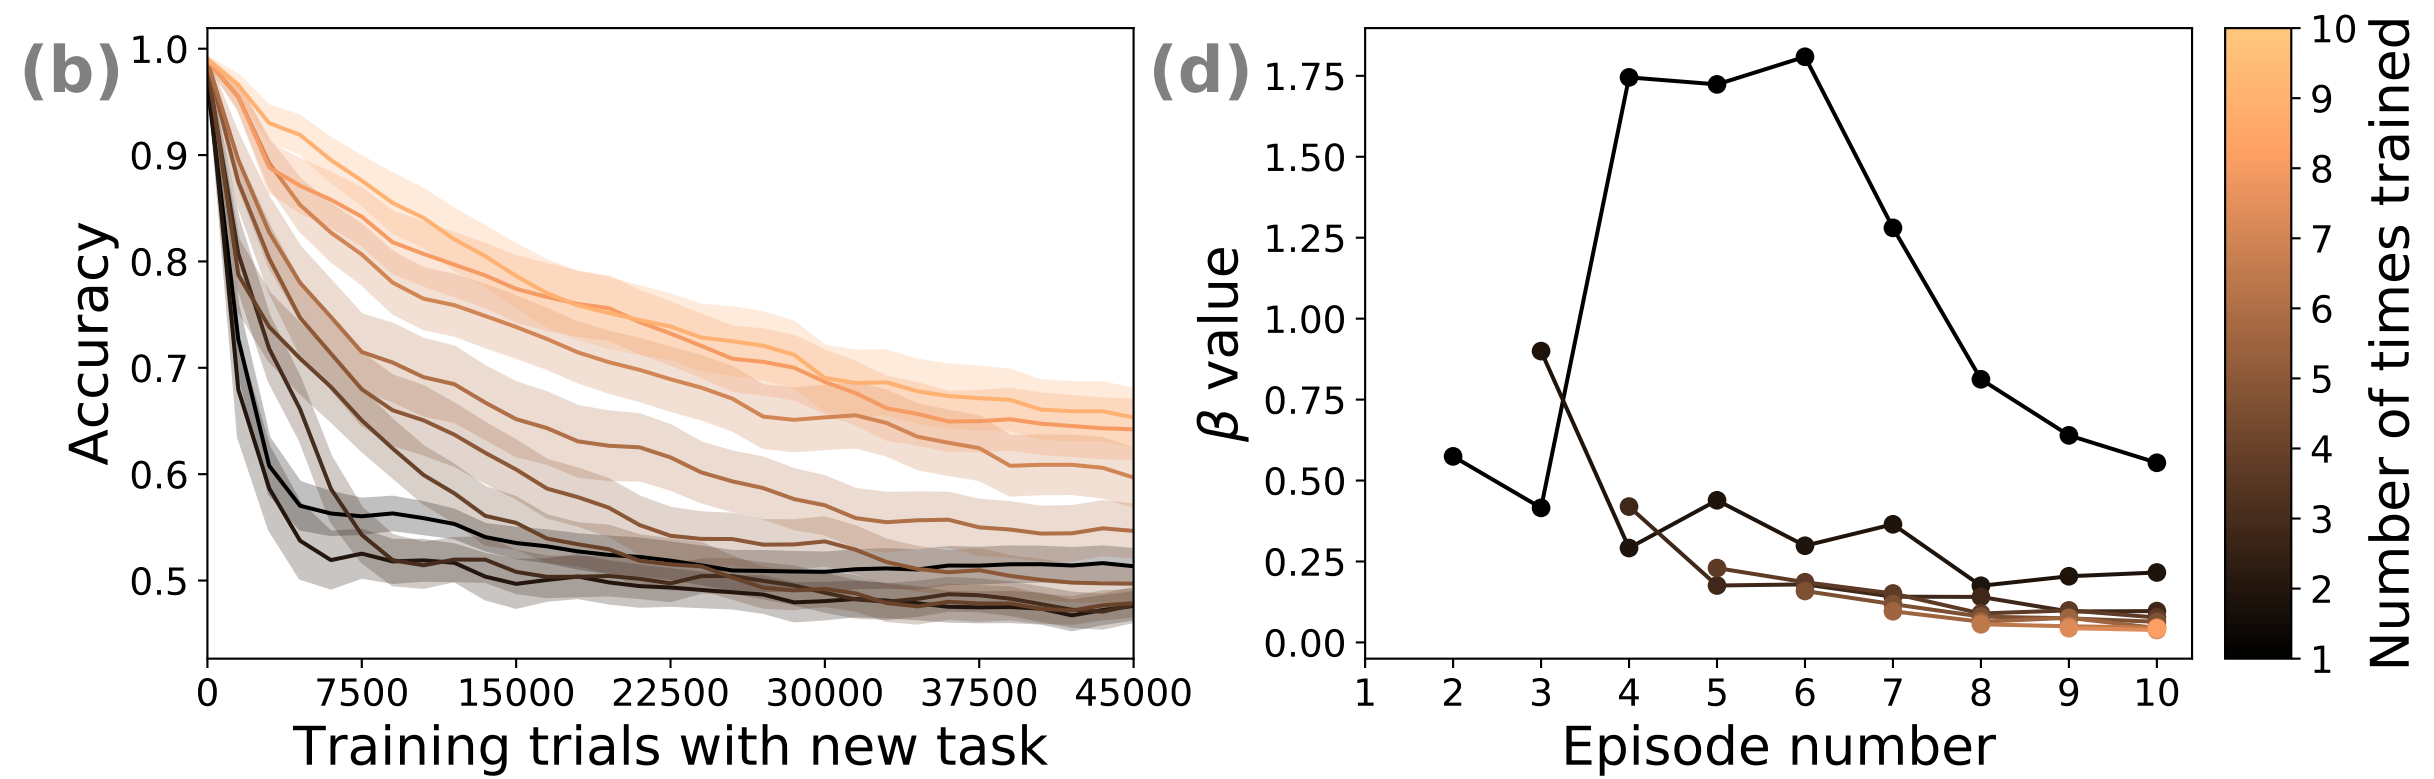 (b)
1.0
0.9
0.8
0.7
0.6
0.5
Accuracy
0 7500 15000 22500 30000 37500 45000
Training trials with new task
(d)
1.75
1.50
1.25
1.00
0.75
0.50
0.25
0.00
β value
1 2 3 4 5 6 7 8 9 10
Episode number
10
9
8
7
6
5
4
3
2
1
Number of times trained